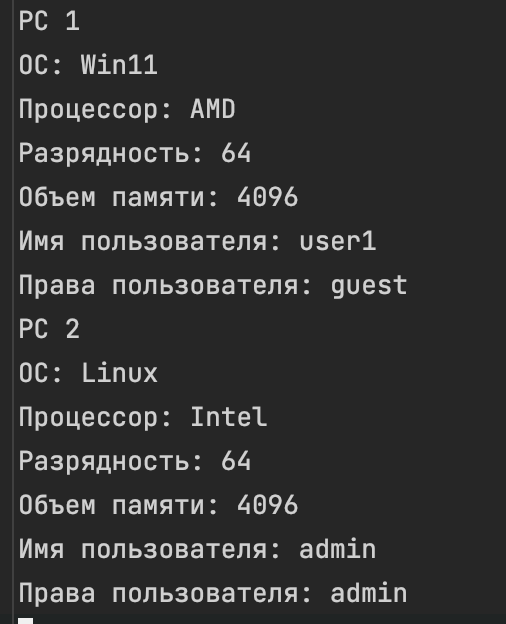 PC 1
ОС: Win11
Процессор: AMD
Разрядность: 64
Объем памяти: 4096
Имя пользователя: user1
Права пользователя: guest
PC 2
ОС: Linux
Процессор: Intel
Разрядность: 64
Объем памяти: 4096
Имя пользователя: admin
Права пользователя: admin